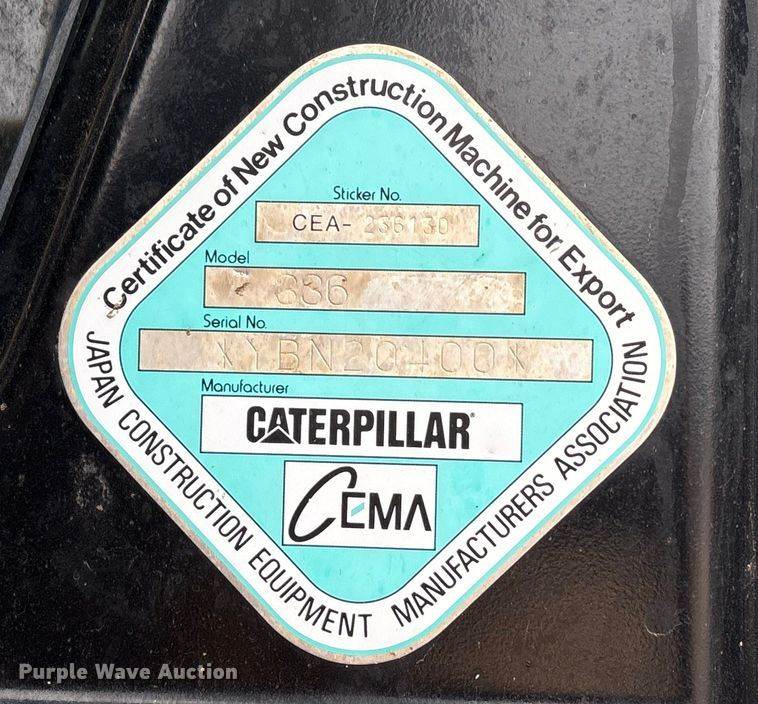 Certificate of New Construction Machine for Export
Sticker No.
CEA- 236130
Model
336
Serial No.
*YBN20400*
Manufacturer
CATERPILLAR®
CEMA
JAPAN CONSTRUCTION EQUIPMENT MANUFACTURERS ASSOCIATION
Purple Wave Auction